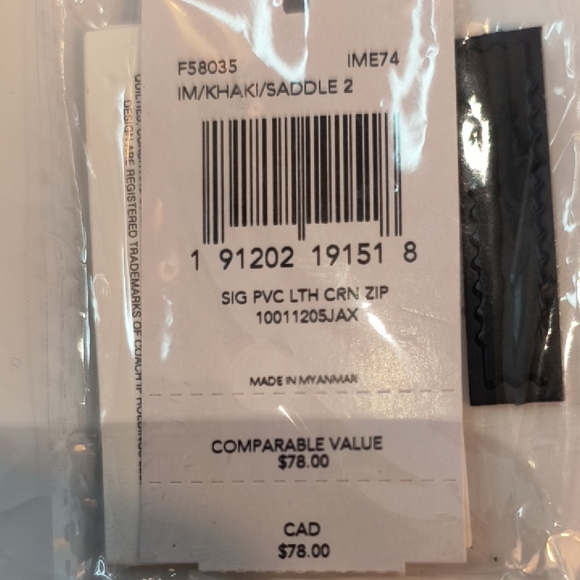 F58035 IME74
IM/KHAKI/SADDLE 2
1 91202 19151 8
SIG PVC LTH CRN ZIP
10011205JAX
MADE IN MYANMAR
COMPARABLE VALUE
$78.00
CAD
$78.00
DESIGN ARE REGISTERED TRADEMARKS OF COACH IP HOLDINGS